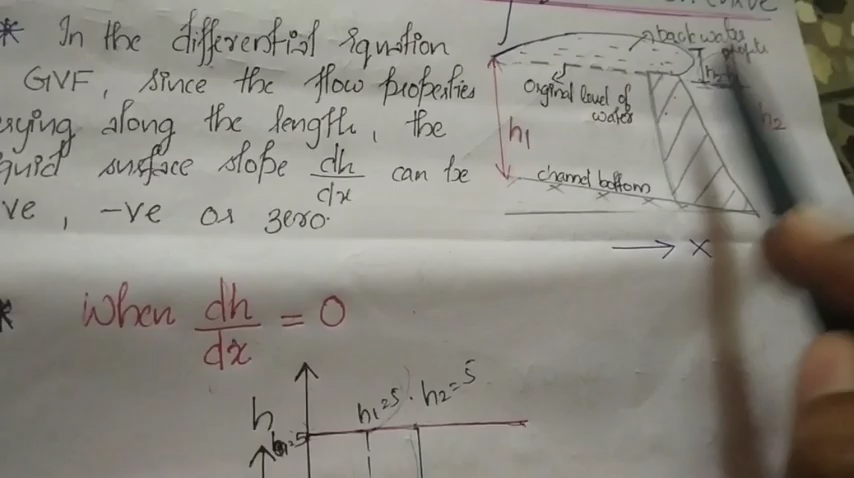 * In the differential equation
GVF, since the flow properties
rying along the length, the
quid surface slope dh/dx can be
ve, -ve or zero.
back water
Original level of
water
h1
h2
channel bottom
→ X
* When dh/dx = 0
h
h1=5 . h2=5